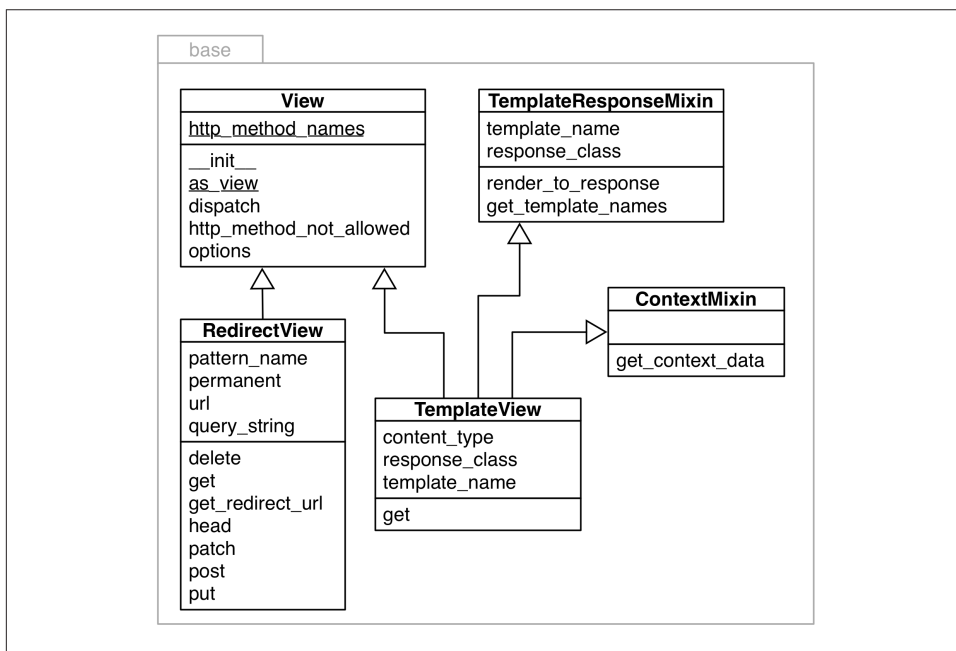 base
View
http_method_names
__init__
as_view
dispatch
http_method_not_allowed
options
TemplateResponseMixin
template_name
response_class
render_to_response
get_template_names
ContextMixin
get_context_data
RedirectView
pattern_name
permanent
url
query_string
delete
get
get_redirect_url
head
patch
post
put
TemplateView
content_type
response_class
template_name
get